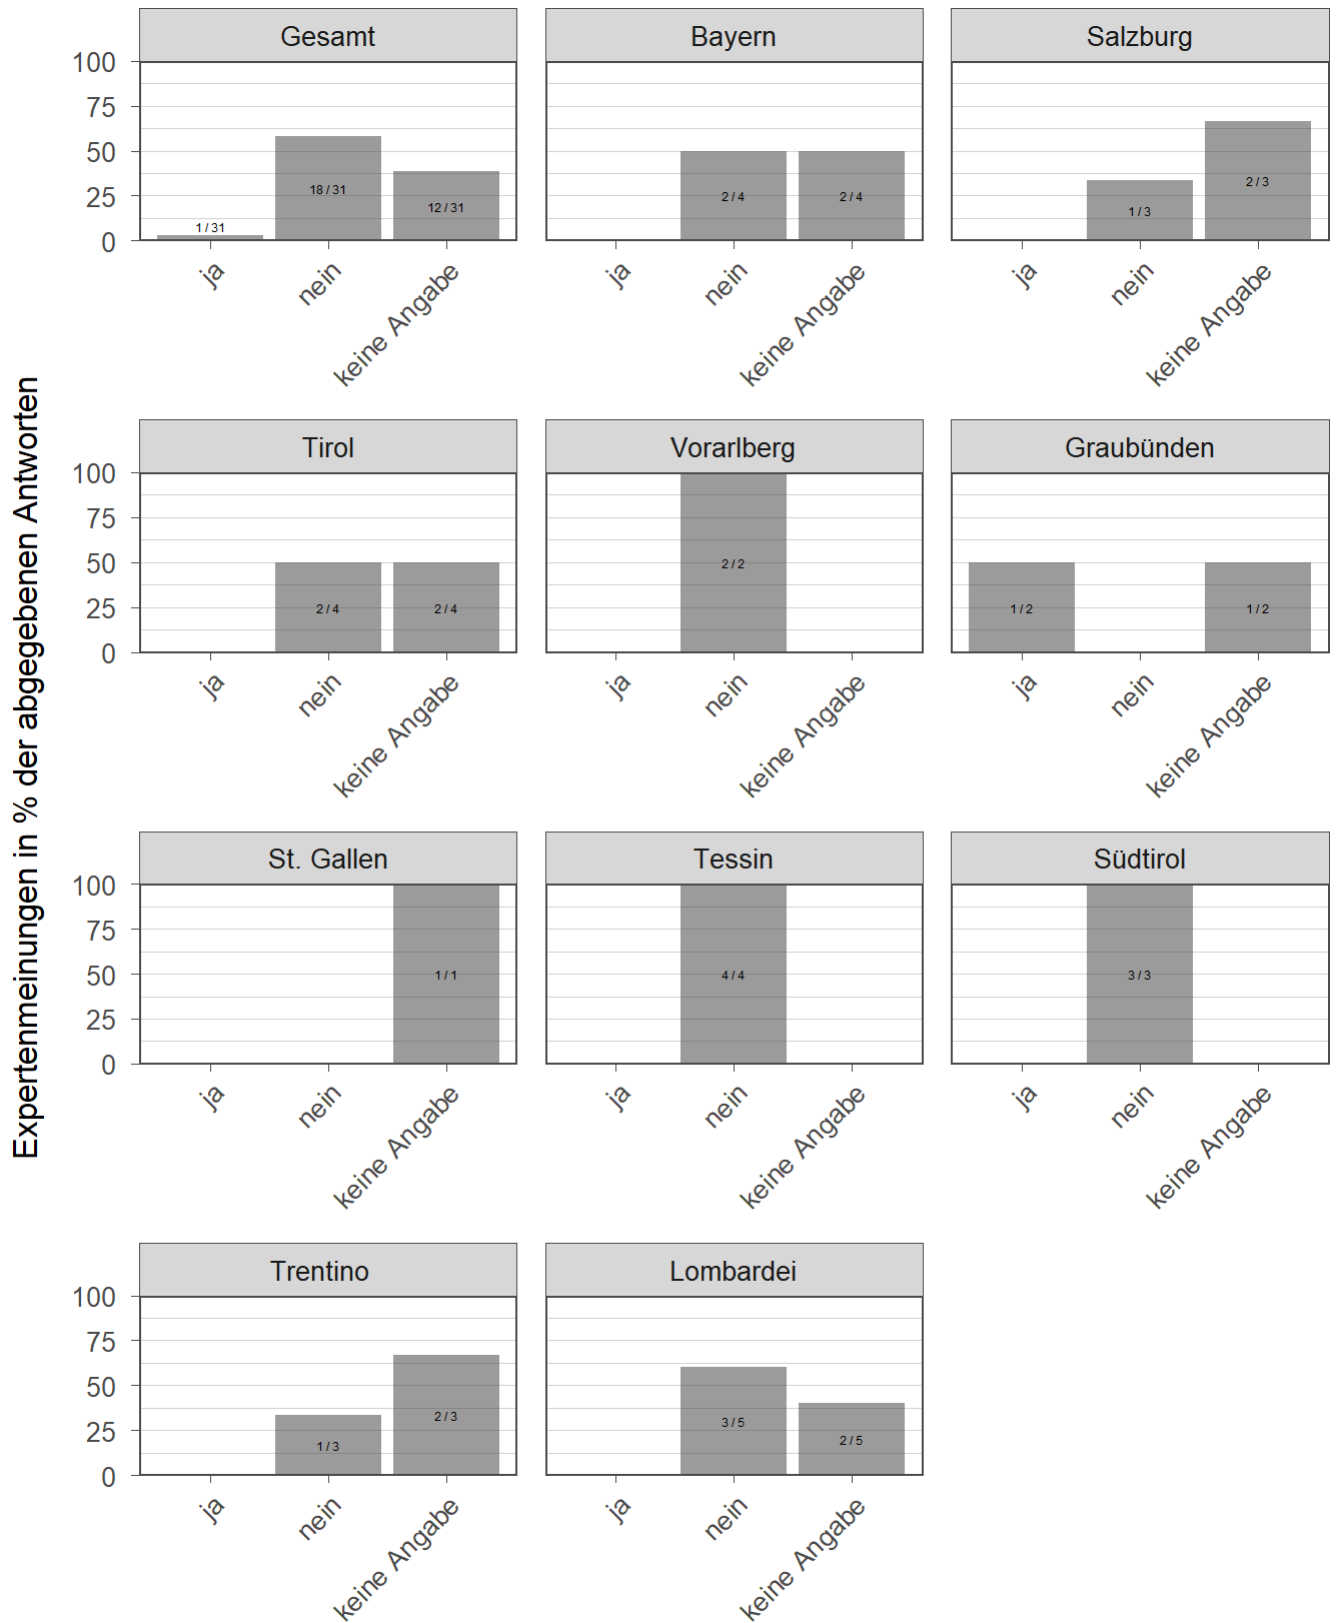 Expertenmeinungen in % der abgegebenen Antworten
Gesamt
100
75
50
25
0
1 / 31
18 / 31
12 / 31
ja
nein
keine Angabe
Bayern
2 / 4
2 / 4
ja
nein
keine Angabe
Salzburg
1 / 3
2 / 3
ja
nein
keine Angabe
Tirol
100
75
50
25
0
2 / 4
2 / 4
ja
nein
keine Angabe
Vorarlberg
2 / 2
ja
nein
keine Angabe
Graubünden
1 / 2
1 / 2
ja
nein
keine Angabe
St. Gallen
100
75
50
25
0
1 / 1
ja
nein
keine Angabe
Tessin
4 / 4
ja
nein
keine Angabe
Südtirol
3 / 3
ja
nein
keine Angabe
Trentino
100
75
50
25
0
1 / 3
2 / 3
ja
nein
keine Angabe
Lombardei
3 / 5
2 / 5
ja
nein
keine Angabe